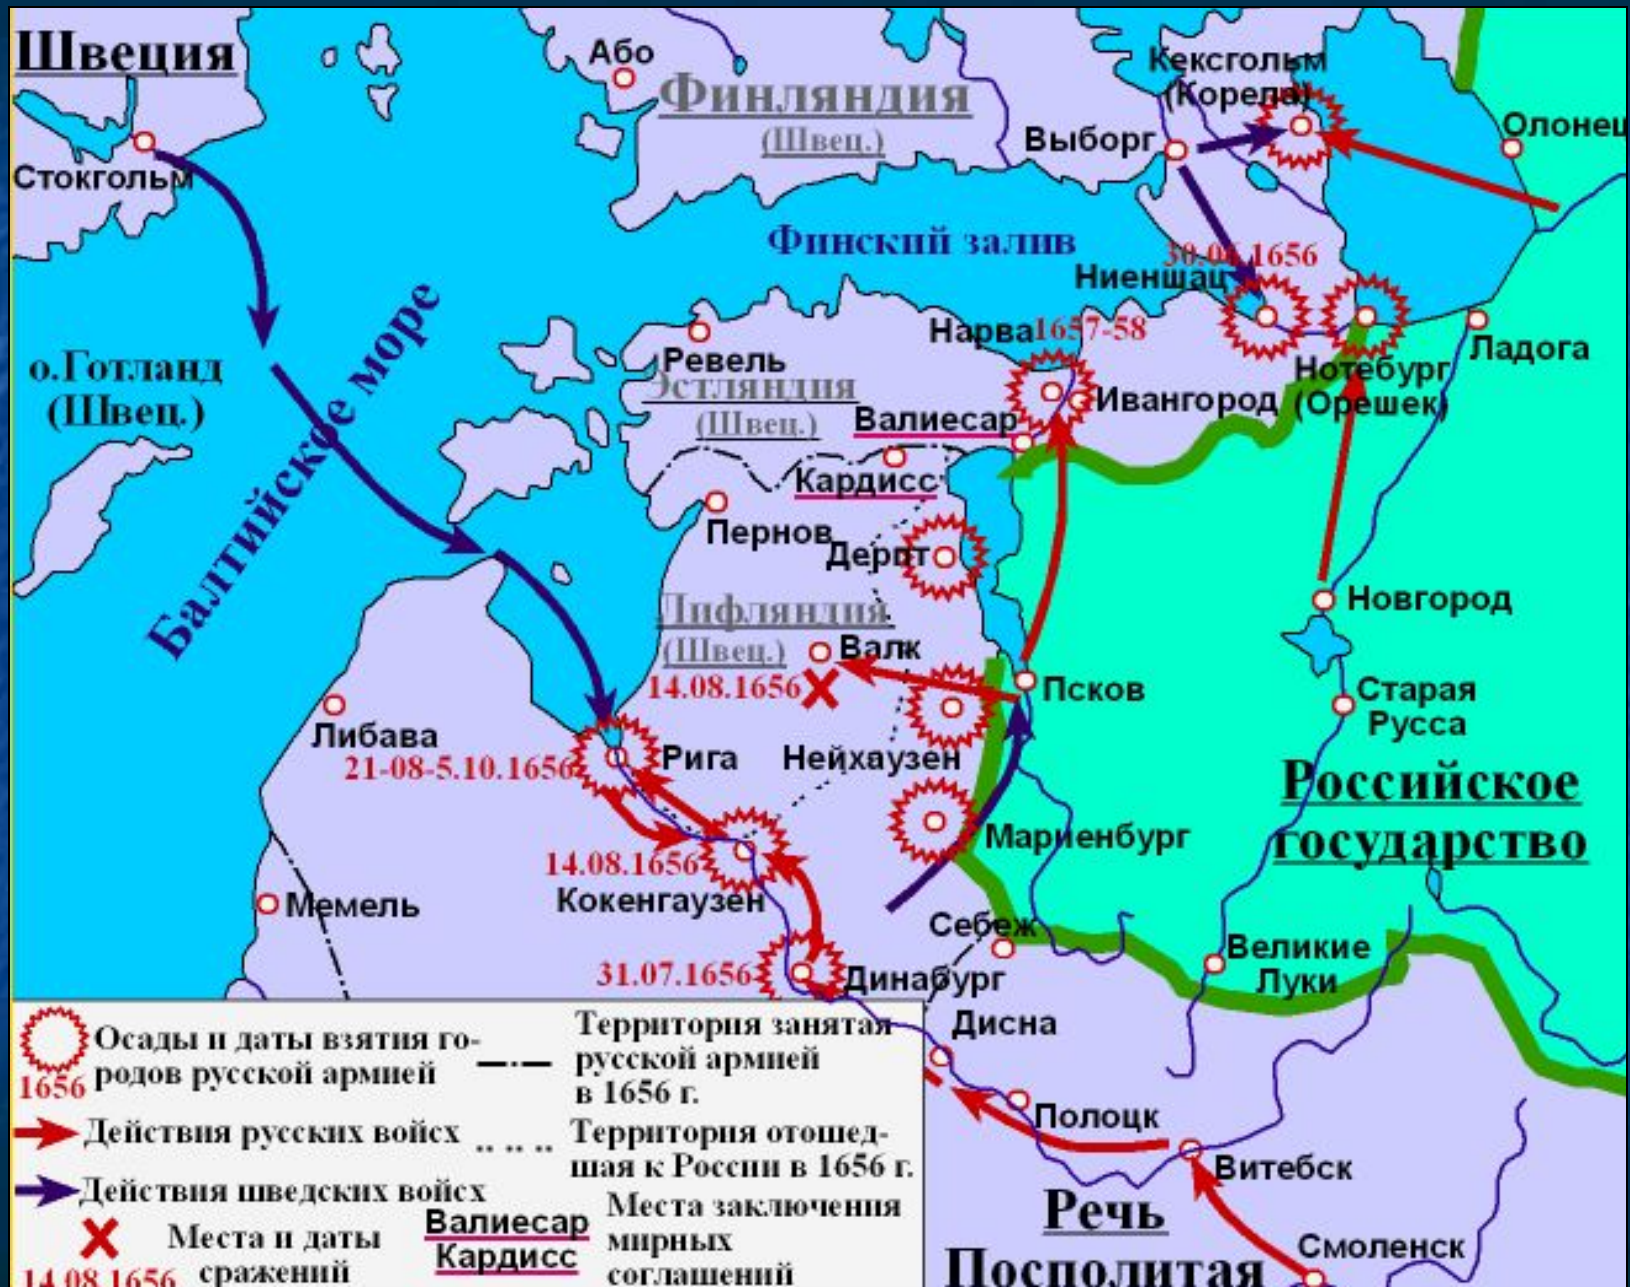 Швеция
Або
Финляндия
(Швец.)
Кексгольм
(Корела)
Выборг
Олонец
Стокгольм
Финский залив
30.06.1656
Ниеншац
Нарва 1657-58
Ревель
Ладога
о.Готланд
(Швец.)
Балтийское море
Эстляндия
(Швец.)
Нотебург
(Орешек)
Ивангород
Валиесар
Кардисс
Пернов
Дерпт
Новгород
Лифляндия
(Швец.)
Валк
14.08.1656
Псков
Старая
Русса
Либава
21-08-5.10.1656
Рига
Нейхаузен
Российское
государство
Мариенбург
14.08.1656
Кокенгаузен
Мемель
Себеж
Великие
Луки
31.07.1656
Динабург
Дисна
Полоцк
Витебск
Речь
Посполитая
Смоленск
Осады и даты взятия го-
родов русской армией
1656
Действия русских войсх
Действия шведских войсх
Места и даты
сражений
14.08.1656
Территория занятая
русской армией
в 1656 г.
Территория отошед-
шая к России в 1656 г.
Валиесар
Кардисс
Места заключения
мирных
соглашений